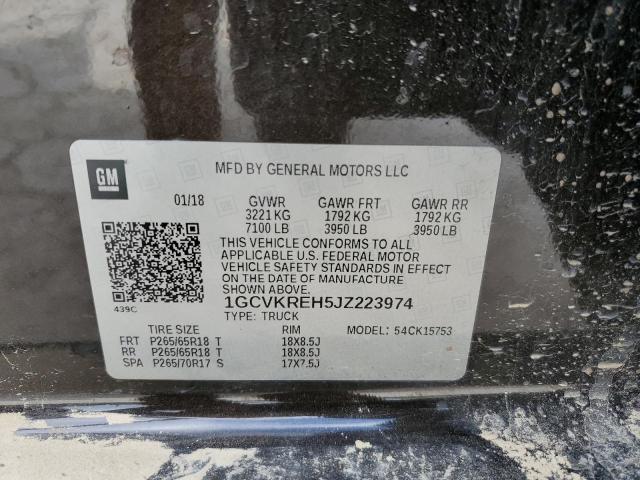 GM
MFD BY GENERAL MOTORS LLC
01/18 GVWR GAWR FRT GAWR RR
3221 KG 1792 KG 1792 KG
7100 LB 3950 LB 3950 LB
THIS VEHICLE CONFORMS TO ALL
APPLICABLE U.S. FEDERAL MOTOR
VEHICLE SAFETY STANDARDS IN EFFECT
ON THE DATE OF MANUFACTURE
SHOWN ABOVE.
1GCVKREH5JZ223974
439C
TYPE: TRUCK
TIRE SIZE RIM MODEL: 54CK15753
FRT P265/65R18 T 18X8.5J
RR P265/65R18 T 18X8.5J
SPA P265/70R17 S 17X7.5J